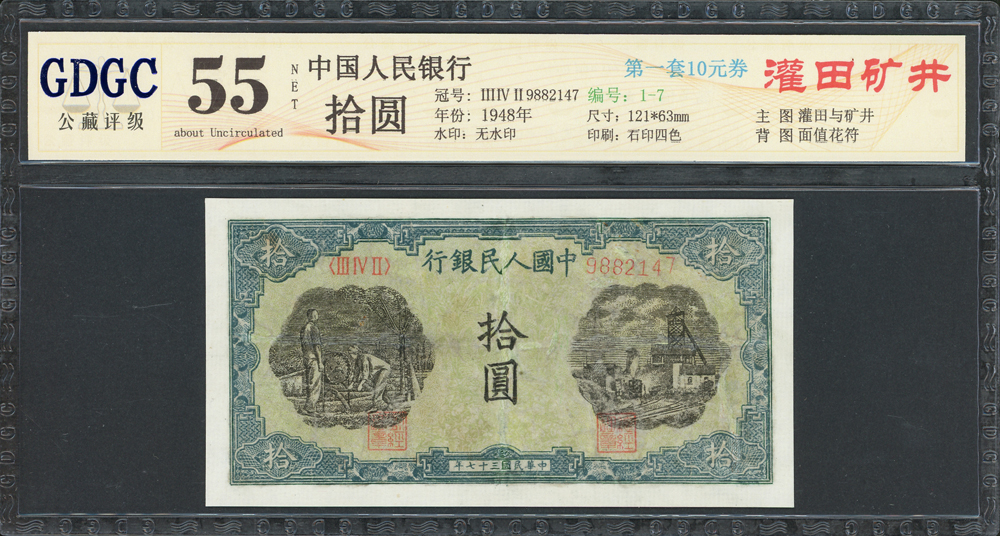 GDGC
公藏评级
55
NET
about Uncirculated
中国人民银行
拾圆
冠号: ⅢⅣⅡ9882147
年份: 1948年
水印: 无水印
第一套10元券
编号: 1-7
尺寸: 121*63mm
印刷: 石印四色
灌田矿井
主 图 灌田与矿井
背 图 面值花符
拾
拾
行銀民人國中
〈ⅢⅣⅡ〉
9882147
拾圓
拾
拾
年七十三國民華中